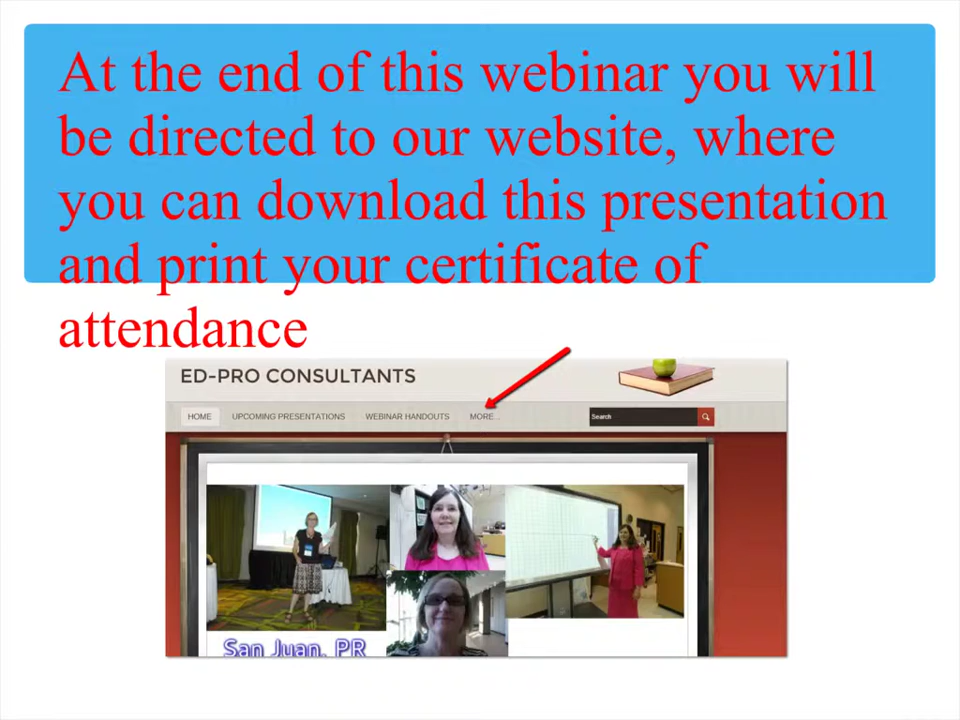 At the end of this webinar you will
be directed to our website, where
you can download this presentation
and print your certificate of
attendance
ED-PRO CONSULTANTS
HOME UPCOMING PRESENTATIONS WEBINAR HANDOUTS MORE... Search
San Juan, PR